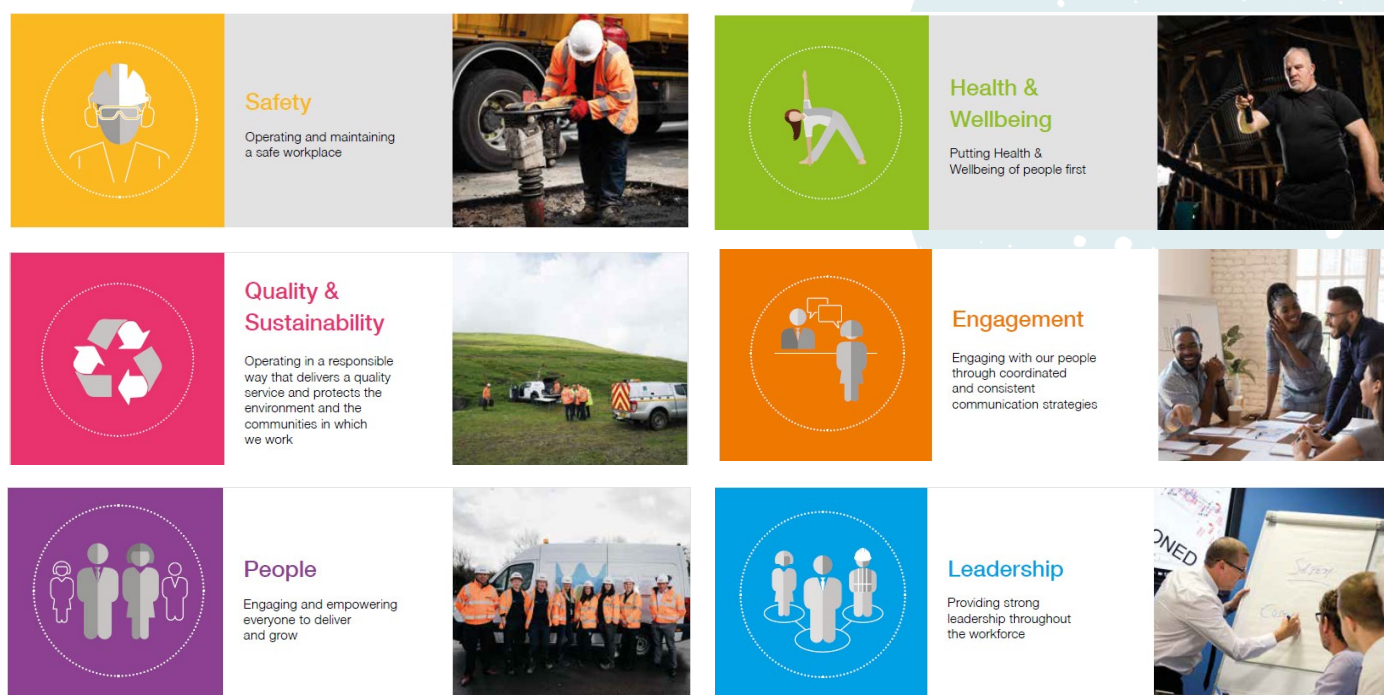 Safety
Operating and maintaining
a safe workplace
Health &
Wellbeing
Putting Health &
Wellbeing of people first
Quality &
Sustainability
Operating in a responsible
way that delivers a quality
service and protects the
environment and the
communities in which
we work
Engagement
Engaging with our people
through coordinated
and consistent
communication strategies
People
Engaging and empowering
everyone to deliver
and grow
Leadership
Providing strong
leadership throughout
the workforce
ONED